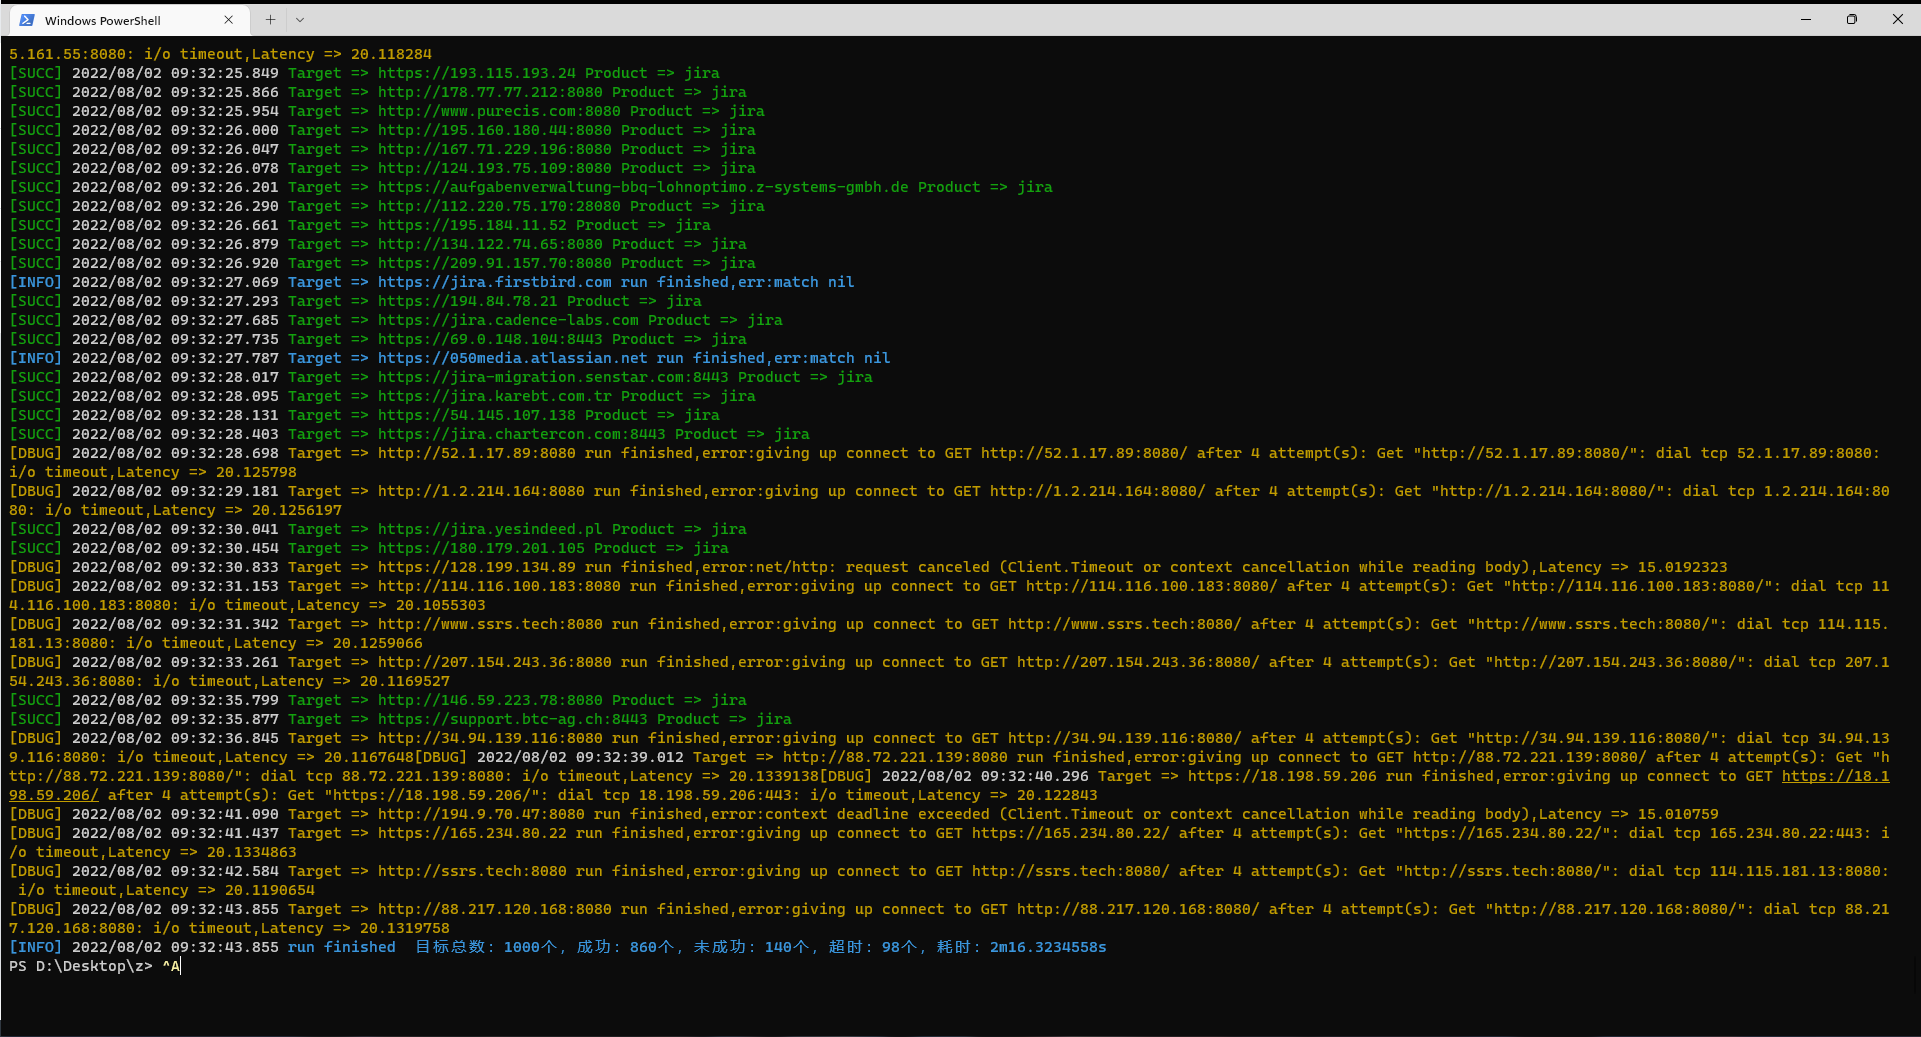 Windows PowerShell
5.161.55:8080: i/o timeout,Latency => 20.118284
[SUCC] 2022/08/02 09:32:25.849 Target => https://193.115.193.24 Product => jira
[SUCC] 2022/08/02 09:32:25.866 Target => http://178.77.77.212:8080 Product => jira
[SUCC] 2022/08/02 09:32:25.954 Target => http://www.purecis.com:8080 Product => jira
[SUCC] 2022/08/02 09:32:26.000 Target => http://195.160.180.44:8080 Product => jira
[SUCC] 2022/08/02 09:32:26.047 Target => http://167.71.229.196:8080 Product => jira
[SUCC] 2022/08/02 09:32:26.078 Target => http://124.193.75.109:8080 Product => jira
[SUCC] 2022/08/02 09:32:26.201 Target => https://aufgabenverwaltung-bbq-lohnoptimo.z-systems-gmbh.de Product => jira
[SUCC] 2022/08/02 09:32:26.290 Target => http://112.220.75.170:28080 Product => jira
[SUCC] 2022/08/02 09:32:26.661 Target => https://195.184.11.52 Product => jira
[SUCC] 2022/08/02 09:32:26.879 Target => http://134.122.74.65:8080 Product => jira
[SUCC] 2022/08/02 09:32:26.920 Target => https://209.91.157.70:8080 Product => jira
[INFO] 2022/08/02 09:32:27.069 Target => https://jira.firstbird.com run finished,err:match nil
[SUCC] 2022/08/02 09:32:27.293 Target => https://194.84.78.21 Product => jira
[SUCC] 2022/08/02 09:32:27.685 Target => https://jira.cadence-labs.com Product => jira
[SUCC] 2022/08/02 09:32:27.735 Target => https://69.0.148.104:8443 Product => jira
[INFO] 2022/08/02 09:32:27.787 Target => https://050media.atlassian.net run finished,err:match nil
[SUCC] 2022/08/02 09:32:28.017 Target => https://jira-migration.senstar.com:8443 Product => jira
[SUCC] 2022/08/02 09:32:28.095 Target => https://jira.karebt.com.tr Product => jira
[SUCC] 2022/08/02 09:32:28.131 Target => https://54.145.107.138 Product => jira
[SUCC] 2022/08/02 09:32:28.403 Target => https://jira.chartercon.com:8443 Product => jira
[DBUG] 2022/08/02 09:32:28.698 Target => http://52.1.17.89:8080 run finished,error:giving up connect to GET http://52.1.17.89:8080/ after 4 attempt(s): Get "http://52.1.17.89:8080/": dial tcp 52.1.17.89:8080:
i/o timeout,Latency => 20.125798
[DBUG] 2022/08/02 09:32:29.181 Target => http://1.2.214.164:8080 run finished,error:giving up connect to GET http://1.2.214.164:8080/ after 4 attempt(s): Get "http://1.2.214.164:8080/": dial tcp 1.2.214.164:80
80: i/o timeout,Latency => 20.1256197
[SUCC] 2022/08/02 09:32:30.041 Target => https://jira.yesindeed.pl Product => jira
[SUCC] 2022/08/02 09:32:30.454 Target => https://180.179.201.105 Product => jira
[DBUG] 2022/08/02 09:32:30.833 Target => https://128.199.134.89 run finished,error:net/http: request canceled (Client.Timeout or context cancellation while reading body),Latency => 15.0192323
[DBUG] 2022/08/02 09:32:31.153 Target => http://114.116.100.183:8080 run finished,error:giving up connect to GET http://114.116.100.183:8080/ after 4 attempt(s): Get "http://114.116.100.183:8080/": dial tcp 11
4.116.100.183:8080: i/o timeout,Latency => 20.1055303
[DBUG] 2022/08/02 09:32:31.342 Target => http://www.ssrs.tech:8080 run finished,error:giving up connect to GET http://www.ssrs.tech:8080/ after 4 attempt(s): Get "http://www.ssrs.tech:8080/": dial tcp 114.115.
181.13:8080: i/o timeout,Latency => 20.1259066
[DBUG] 2022/08/02 09:32:33.261 Target => http://207.154.243.36:8080 run finished,error:giving up connect to GET http://207.154.243.36:8080/ after 4 attempt(s): Get "http://207.154.243.36:8080/": dial tcp 207.1
54.243.36:8080: i/o timeout,Latency => 20.1169527
[SUCC] 2022/08/02 09:32:35.799 Target => http://146.59.223.78:8080 Product => jira
[SUCC] 2022/08/02 09:32:35.877 Target => https://support.btc-ag.ch:8443 Product => jira
[DBUG] 2022/08/02 09:32:36.845 Target => http://34.94.139.116:8080 run finished,error:giving up connect to GET http://34.94.139.116:8080/ after 4 attempt(s): Get "http://34.94.139.116:8080/": dial tcp 34.94.13
9.116:8080: i/o timeout,Latency => 20.1167648[DBUG] 2022/08/02 09:32:39.012 Target => http://88.72.221.139:8080 run finished,error:giving up connect to GET http://88.72.221.139:8080/ after 4 attempt(s): Get "h
ttp://88.72.221.139:8080/": dial tcp 88.72.221.139:8080: i/o timeout,Latency => 20.1339138[DBUG] 2022/08/02 09:32:40.296 Target => https://18.198.59.206 run finished,error:giving up connect to GET https://18.1
98.59.206/ after 4 attempt(s): Get "https://18.198.59.206/": dial tcp 18.198.59.206:443: i/o timeout,Latency => 20.122843
[DBUG] 2022/08/02 09:32:41.090 Target => http://194.9.70.47:8080 run finished,error:context deadline exceeded (Client.Timeout or context cancellation while reading body),Latency => 15.010759
[DBUG] 2022/08/02 09:32:41.437 Target => https://165.234.80.22 run finished,error:giving up connect to GET https://165.234.80.22/ after 4 attempt(s): Get "https://165.234.80.22/": dial tcp 165.234.80.22:443: i
/o timeout,Latency => 20.1334863
[DBUG] 2022/08/02 09:32:42.584 Target => http://ssrs.tech:8080 run finished,error:giving up connect to GET http://ssrs.tech:8080/ after 4 attempt(s): Get "http://ssrs.tech:8080/": dial tcp 114.115.181.13:8080:
i/o timeout,Latency => 20.1190654
[DBUG] 2022/08/02 09:32:43.855 Target => http://88.217.120.168:8080 run finished,error:giving up connect to GET http://88.217.120.168:8080/ after 4 attempt(s): Get "http://88.217.120.168:8080/": dial tcp 88.21
7.120.168:8080: i/o timeout,Latency => 20.1319758
[INFO] 2022/08/02 09:32:43.855 run finished  目标总数: 1000个, 成功: 860个, 未成功: 140个, 超时: 98个, 耗时: 2m16.3234558s
PS D:\Desktop\z> ^A